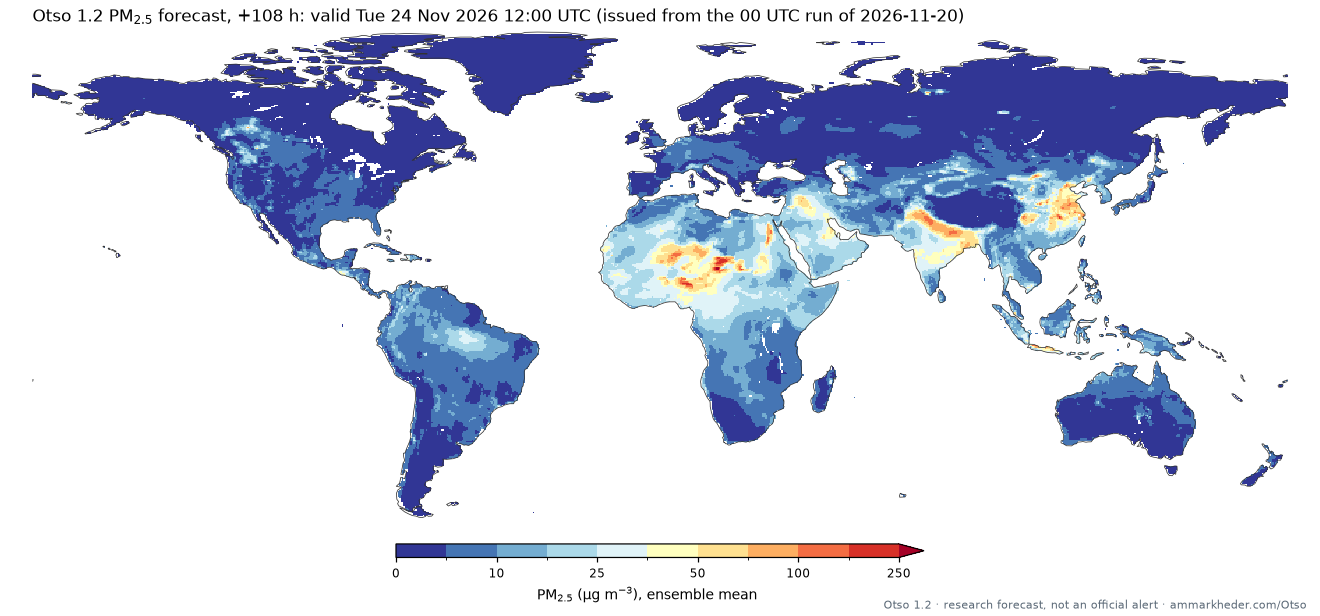 Otso 1.2 PM2.5 forecast, +108 h: valid Tue 24 Nov 2026 12:00 UTC (issued from the 00 UTC run of 2026-11-20)
0 10 25 50 100 250
PM2.5 (µg m−3), ensemble mean
Otso 1.2 · research forecast, not an official alert · ammarkheder.com/Otso